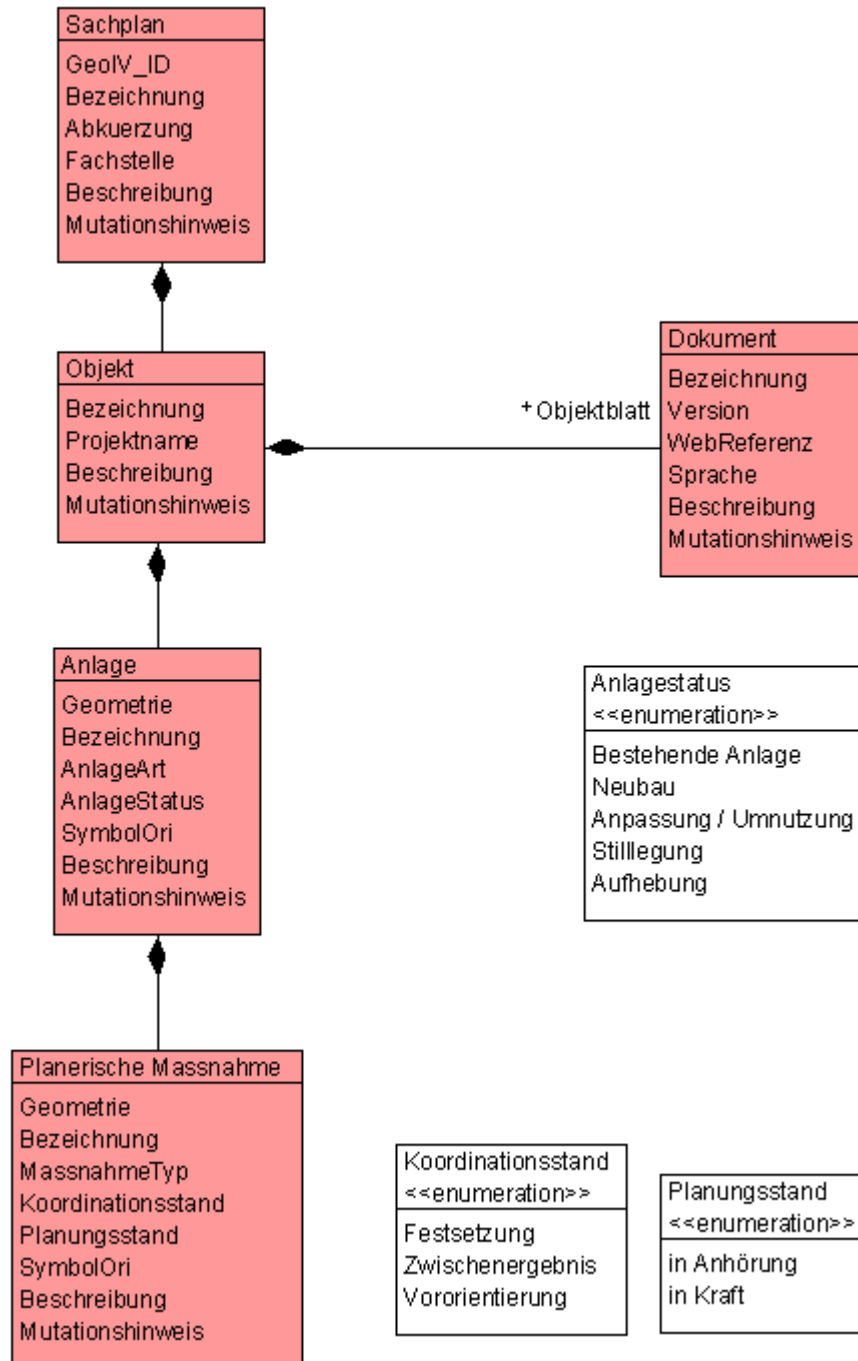 Sachplan
GeoIV_ID
Bezeichnung
Abkuerzung
Fachstelle
Beschreibung
Mutationshinweis
Objekt
Bezeichnung
Projektname
Beschreibung
Mutationshinweis
+Objektblatt
Dokument
Bezeichnung
Version
WebReferenz
Sprache
Beschreibung
Mutationshinweis
Anlage
Geometrie
Bezeichnung
AnlageArt
AnlageStatus
SymbolOri
Beschreibung
Mutationshinweis
Anlagestatus
<<enumeration>>
Bestehende Anlage
Neubau
Anpassung / Umnutzung
Stilllegung
Aufhebung
Planerische Massnahme
Geometrie
Bezeichnung
MassnahmeTyp
Koordinationsstand
Planungsstand
SymbolOri
Beschreibung
Mutationshinweis
Koordinationsstand
<<enumeration>>
Festsetzung
Zwischenergebnis
Vororientierung
Planungsstand
<<enumeration>>
in Anhörung
in Kraft